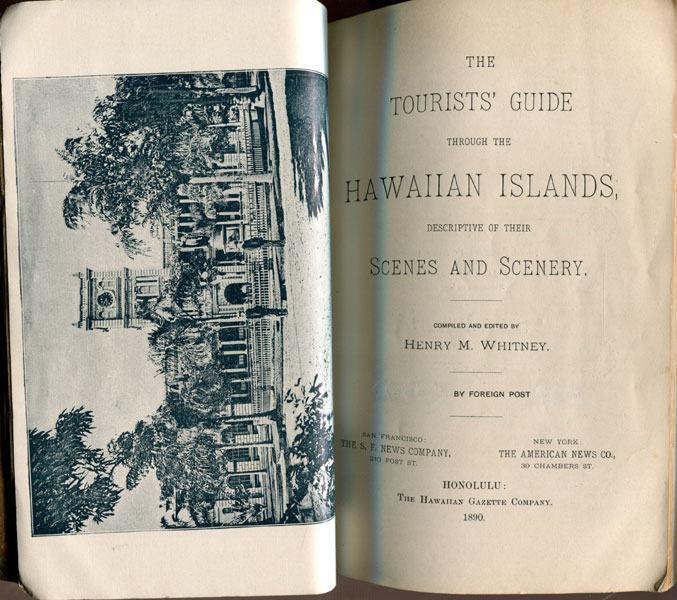 THE
TOURISTS' GUIDE
THROUGH THE
HAWAIIAN ISLANDS,
DESCRIPTIVE OF THEIR
SCENES AND SCENERY.
COMPILED AND EDITED BY
HENRY M. WHITNEY.
BY FOREIGN POST
SAN FRANCISCO:
THE S. F. NEWS COMPANY,
210 POST ST.
NEW YORK
THE AMERICAN NEWS CO.,
39 CHAMBERS ST.
HONOLULU:
THE HAWAIIAN GAZETTE COMPANY.
1890.